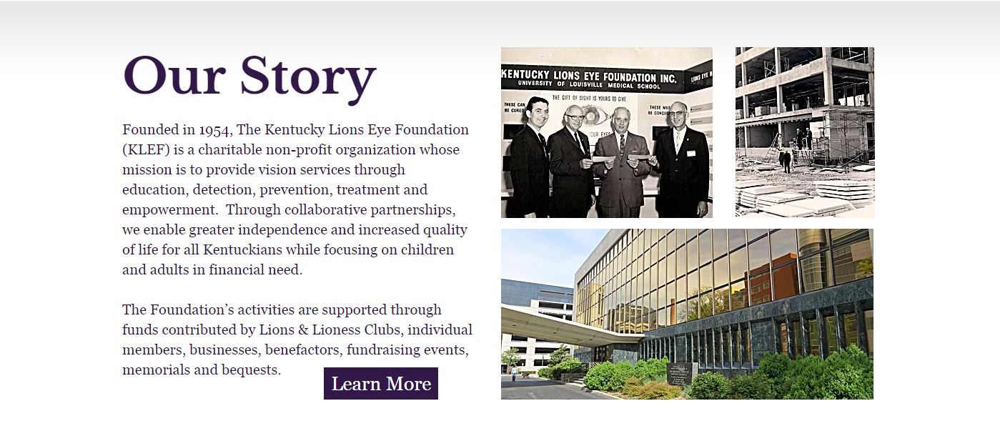 Our Story
Founded in 1954, The Kentucky Lions Eye Foundation
(KLEF) is a charitable non-profit organization whose
mission is to provide vision services through
education, detection, prevention, treatment and
empowerment.  Through collaborative partnerships,
we enable greater independence and increased quality
of life for all Kentuckians while focusing on children
and adults in financial need.
The Foundation’s activities are supported through
funds contributed by Lions & Lioness Clubs, individual
members, businesses, benefactors, fundraising events,
memorials and bequests.
Learn More
KENTUCKY LIONS EYE FOUNDATION INC.
UNIVERSITY OF LOUISVILLE MEDICAL SCHOOL
LIONS EYE B
THE GIFT OF SIGHT IS YOURS TO GIVE
THESE CAN
BE CURED
OUR EYES
THESE MUS
BE CONQUE